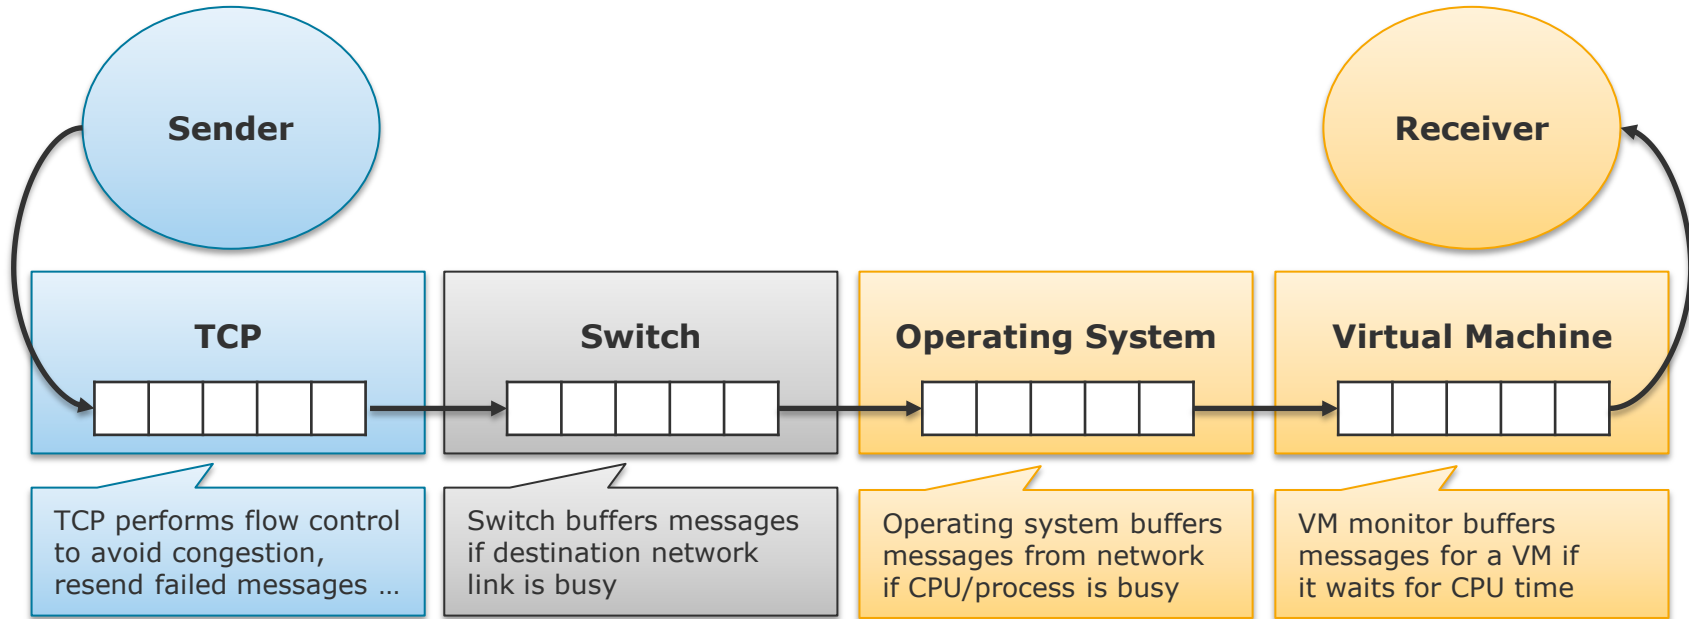 Sender
Receiver
TCP
Switch
Operating System
Virtual Machine
TCP performs flow control
to avoid congestion,
resend failed messages …
Switch buffers messages
if destination network
link is busy
Operating system buffers
messages from network
if CPU/process is busy
VM monitor buffers
messages for a VM if
it waits for CPU time